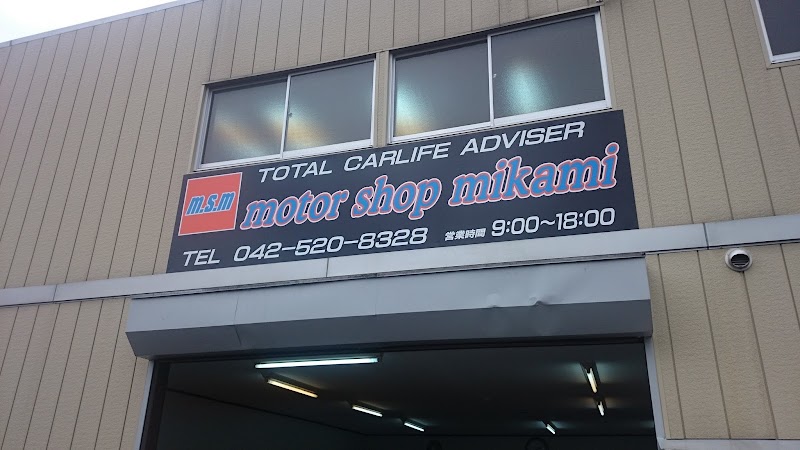 TOTAL CARLIFE ADVISER
m.s.m motor shop mikami
TEL 042-520-8328 営業時間 9:00~18:00